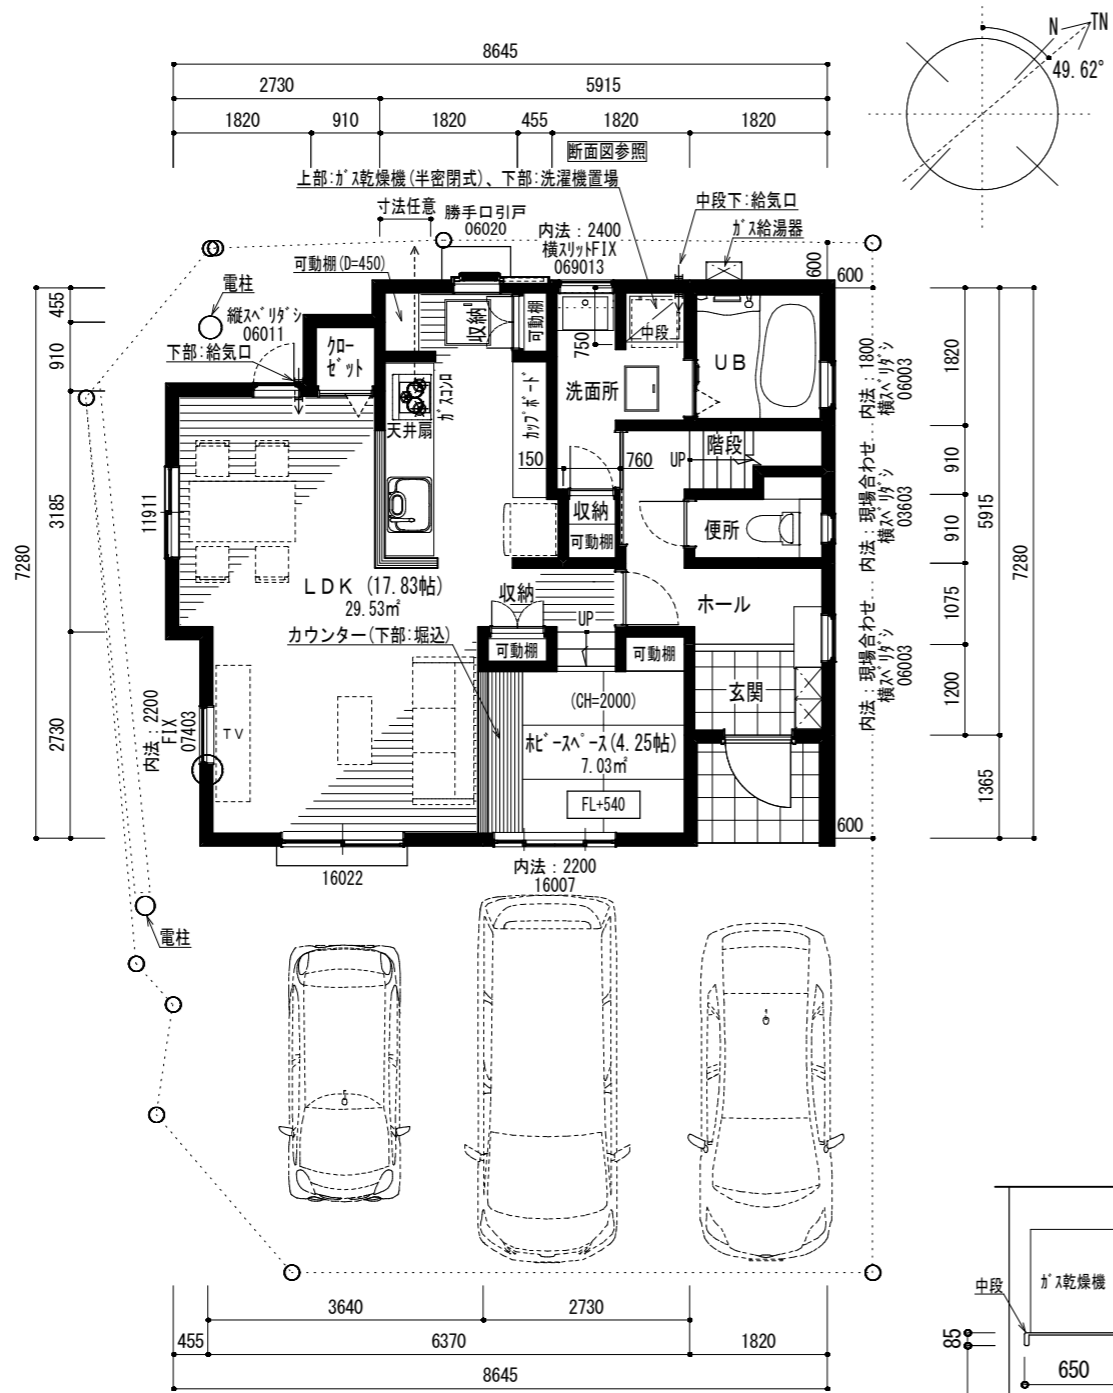 N
TN
49.62°
8645
2730
5915
1820
910
1820
455
1820
1820
断面図参照
上部:ｶﾞｽ乾燥機(半密閉式)、下部:洗濯機置場
寸法任意
勝手口引戸
06020
内法：2400
横ｽﾘｯﾄFIX
069013
中段下:給気口
ｶﾞｽ給湯器
600
600
可動棚(D=450)
電柱
縦ｽﾍﾞﾘﾀﾞｼ
06011
下部:給気口
ｸﾛｰ
ｾﾞｯﾄ
収納
可動棚
中段
750
UB
洗面所
ｶﾞｽｺﾝﾛ
天井扇
ｶｯﾌﾟﾎﾞｰﾄﾞ
階段
UP
150
760
収納
可動棚
便所
内法：1800
横ｽﾍﾞﾘﾀﾞｼ
06003
内法：現場合わせ
横ｽﾍﾞﾘﾀﾞｼ
03603
内法：現場合わせ
横ｽﾍﾞﾘﾀﾞｼ
06003
455
910
3185
2730
7280
1820
910
910
1075
1200
5915
1365
7280
11911
LDK (17.83帖)
29.53㎡
収納
UP
ホール
カウンター(下部:堀込)
可動棚
可動棚
玄関
(CH=2000)
ﾎﾋﾞｰｽﾍﾟｰｽ(4.25帖)
7.03㎡
FL+540
内法：2200
FIX
07403
TV
600
16022
内法：2200
16007
電柱
3640
2730
455
6370
1820
8645
中段
ｶﾞｽ乾燥機
85
650